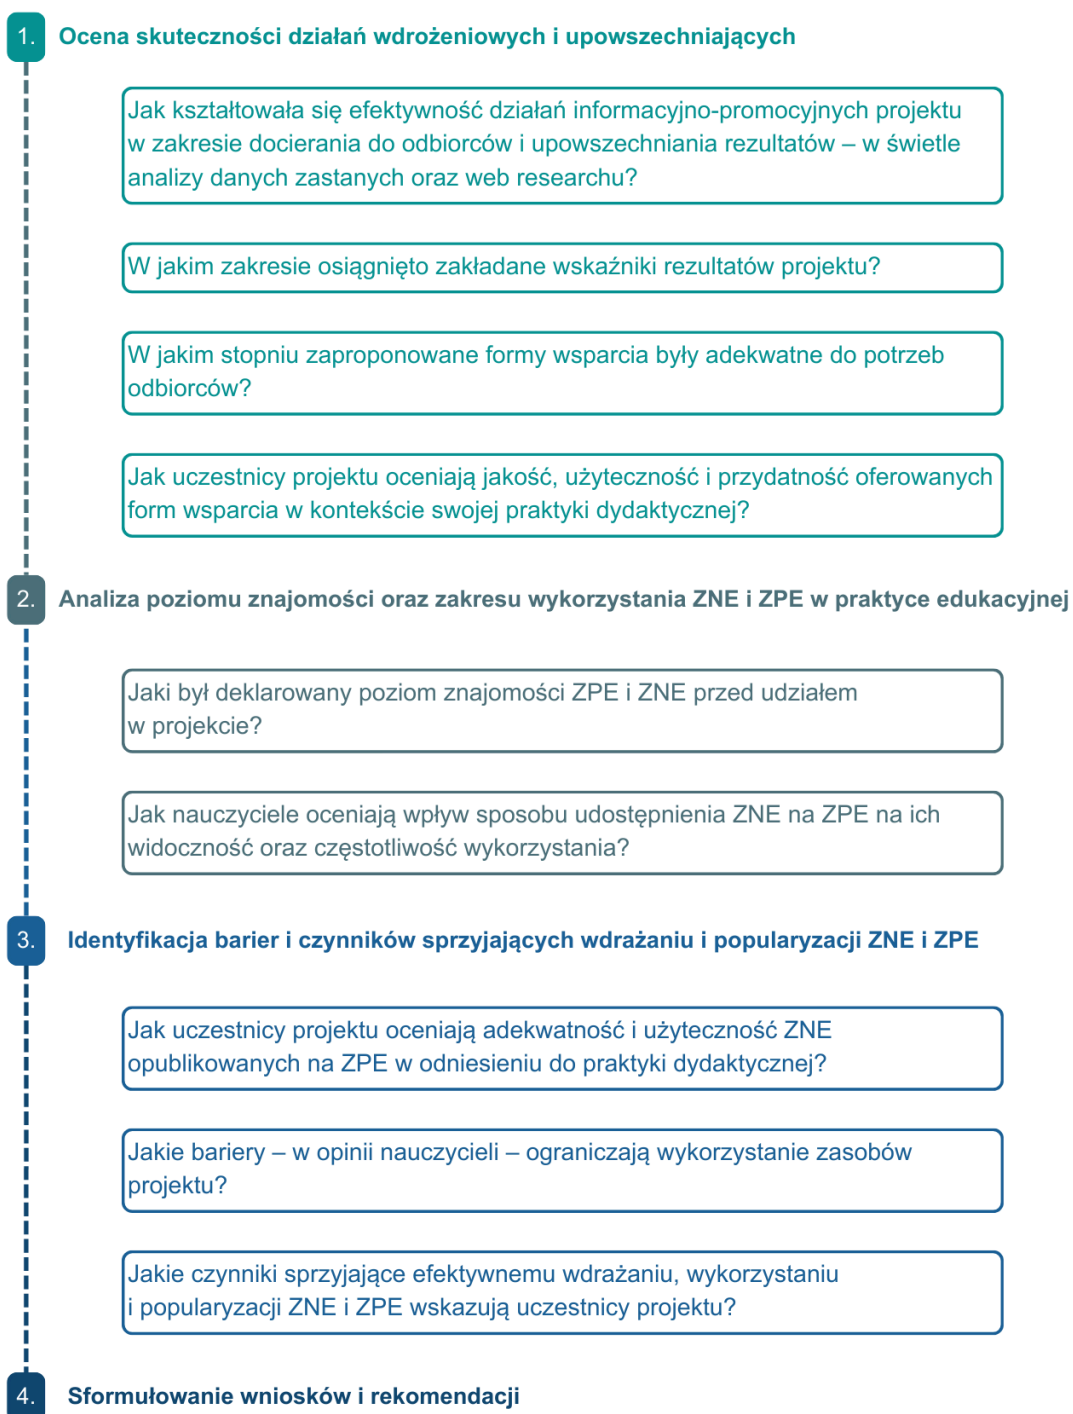 1. Ocena skuteczności działań wdrożeniowych i upowszechniających
Jak kształtowała się efektywność działań informacyjno-promocyjnych projektu
w zakresie docierania do odbiorców i upowszechniania rezultatów – w świetle
analizy danych zastanych oraz web researchu?
W jakim zakresie osiągnięto zakładane wskaźniki rezultatów projektu?
W jakim stopniu zaproponowane formy wsparcia były adekwatne do potrzeb
odbiorców?
Jak uczestnicy projektu oceniają jakość, użyteczność i przydatność oferowanych
form wsparcia w kontekście swojej praktyki dydaktycznej?
2. Analiza poziomu znajomości oraz zakresu wykorzystania ZNE i ZPE w praktyce edukacyjnej
Jaki był deklarowany poziom znajomości ZPE i ZNE przed udziałem
w projekcie?
Jak nauczyciele oceniają wpływ sposobu udostępnienia ZNE na ZPE na ich
widoczność oraz częstotliwość wykorzystania?
3. Identyfikacja barier i czynników sprzyjających wdrażaniu i popularyzacji ZNE i ZPE
Jak uczestnicy projektu oceniają adekwatność i użyteczność ZNE
opublikowanych na ZPE w odniesieniu do praktyki dydaktycznej?
Jakie bariery – w opinii nauczycieli – ograniczają wykorzystanie zasobów
projektu?
Jakie czynniki sprzyjające efektywnemu wdrażaniu, wykorzystaniu
i popularyzacji ZNE i ZPE wskazują uczestnicy projektu?
4. Sformułowanie wniosków i rekomendacji